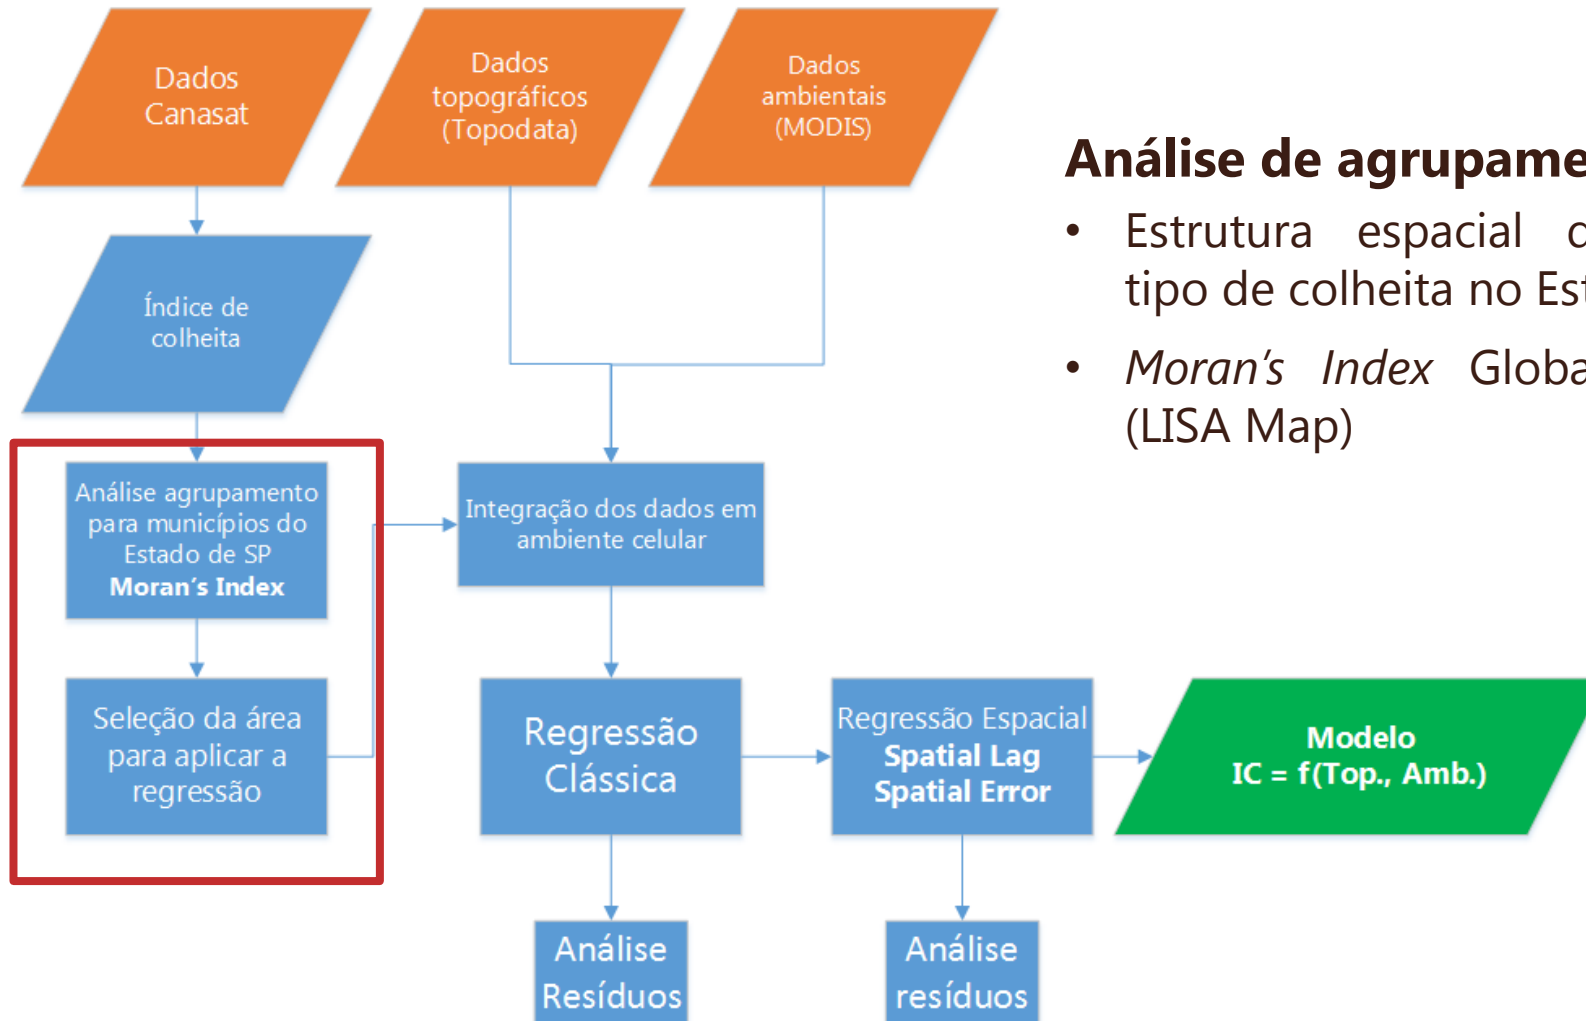 Dados
Canasat
Dados
topográficos
(Topodata)
Dados
ambientais
(MODIS)
Índice de
colheita
Análise agrupamento
para municípios do
Estado de SP
Moran's Index
Seleção da área
para aplicar a
regressão
Integração dos dados em
ambiente celular
Regressão
Clássica
Regressão Espacial
Spatial Lag
Spatial Error
Modelo
IC = f(Top., Amb.)
Análise
Resíduos
Análise
resíduos
Análise de
• Estrutura espacial
tipo de colheita no
• Moran’s Index
(LISA Map)